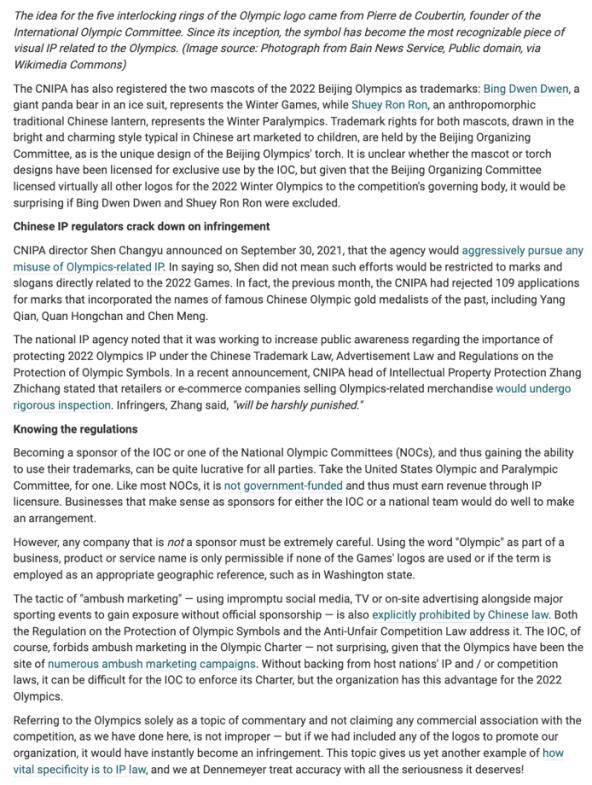 The idea for the five interlocking rings of the Olympic logo came from Pierre de Coubertin, founder of the
International Olympic Committee. Since its inception, the symbol has become the most recognizable piece of
visual IP related to the Olympics. (Image source: Photograph from Bain News Service, Public domain, via
Wikimedia Commons)
The CNIPA has also registered the two mascots of the 2022 Beijing Olympics as trademarks: Bing Dwen Dwen, a
giant panda bear in an ice suit, represents the Winter Games, while Shuey Ron Ron, an anthropomorphic
traditional Chinese lantern, represents the Winter Paralympics. Trademark rights for both mascots, drawn in the
bright and charming style typical in Chinese art marketed to children, are held by the Beijing Organizing
Committee, as is the unique design of the Beijing Olympics' torch. It is unclear whether the mascot or torch
designs have been licensed for exclusive use by the IOC, but given that the Beijing Organizing Committee
licensed virtually all other logos for the 2022 Winter Olympics to the competition's governing body, it would be
surprising if Bing Dwen Dwen and Shuey Ron Ron were excluded.
Chinese IP regulators crack down on infringement
CNIPA director Shen Changyu announced on September 30, 2021, that the agency would aggressively pursue any
misuse of Olympics-related IP. In saying so, Shen did not mean such efforts would be restricted to marks and
slogans directly related to the 2022 Games. In fact, the previous month, the CNIPA had rejected 109 applications
for marks that incorporated the names of famous Chinese Olympic gold medalists of the past, including Yang
Qian, Quan Hongchan and Chen Meng.
The national IP agency noted that it was working to increase public awareness regarding the importance of
protecting 2022 Olympics IP under the Chinese Trademark Law, Advertisement Law and Regulations on the
Protection of Olympic Symbols. In a recent announcement, CNIPA head of Intellectual Property Protection Zhang
Zhichang stated that retailers or e-commerce companies selling Olympics-related merchandise would undergo
rigorous inspection. Infringers, Zhang said, "will be harshly punished."
Knowing the regulations
Becoming a sponsor of the IOC or one of the National Olympic Committees (NOCs), and thus gaining the ability
to use their trademarks, can be quite lucrative for all parties. Take the United States Olympic and Paralympic
Committee, for one. Like most NOCs, it is not government-funded and thus must earn revenue through IP
licensure. Businesses that make sense as sponsors for either the IOC or a national team would do well to make
an arrangement.
However, any company that is not a sponsor must be extremely careful. Using the word "Olympic" as part of a
business, product or service name is only permissible if none of the Games' logos are used or if the term is
employed as an appropriate geographic reference, such as in Washington state.
The tactic of "ambush marketing" — using impromptu social media, TV or on-site advertising alongside major
sporting events to gain exposure without official sponsorship — is also explicitly prohibited by Chinese law. Both
the Regulation on the Protection of Olympic Symbols and the Anti-Unfair Competition Law address it. The IOC, of
course, forbids ambush marketing in the Olympic Charter — not surprising, given that the Olympics have been the
site of numerous ambush marketing campaigns. Without backing from host nations' IP and / or competition
laws, it can be difficult for the IOC to enforce its Charter, but the organization has this advantage for the 2022
Olympics.
Referring to the Olympics solely as a topic of commentary and not claiming any commercial association with the
competition, as we have done here, is not improper — but if we had included any of the logos to promote our
organization, it would have instantly become an infringement. This topic gives us yet another example of how
vital specificity is to IP law, and we at Dennemeyer treat accuracy with all the seriousness it deserves!